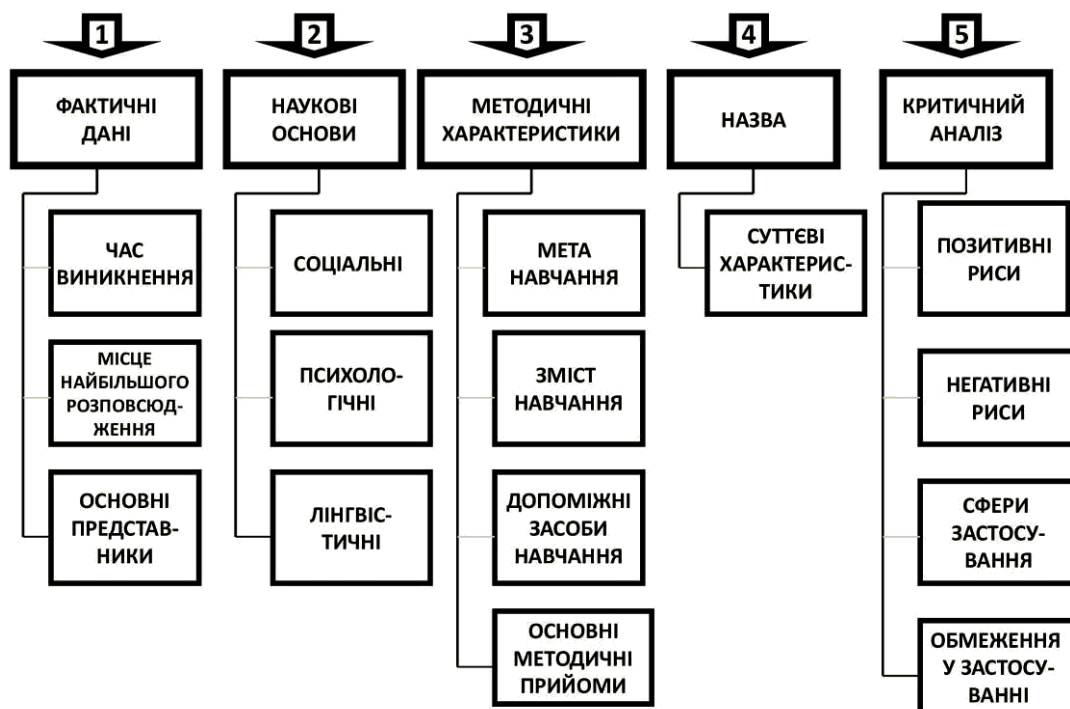 1
ФАКТИЧНІ
ДАНІ
ЧАС
ВИНИКНЕННЯ
МІСЦЕ
НАЙБІЛЬШОГО
РОЗПОВСЮД-
ЖЕННЯ
ОСНОВНІ
ПРЕДСТАВ-
НИКИ
2
НАУКОВІ
ОСНОВИ
СОЦІАЛЬНІ
ПСИХОЛО-
ГІЧНІ
ЛІНГВІС-
ТИЧНІ
3
МЕТОДИЧНІ
ХАРАКТЕРИСТИКИ
МЕТА
НАВЧАННЯ
ЗМІСТ
НАВЧАННЯ
ДОПОМІЖНІ
ЗАСОБИ
НАВЧАННЯ
ОСНОВНІ
МЕТОДИЧНІ
ПРИЙОМИ
4
НАЗВА
СУТТЄВІ
ХАРАКТЕРИС-
ТИКИ
5
КРИТИЧНИЙ
АНАЛІЗ
ПОЗИТИВНІ
РИСИ
НЕГАТИВНІ
РИСИ
СФЕРИ
ЗАСТОСУ-
ВАННЯ
ОБМЕЖЕННЯ
У ЗАСТОСУ-
ВАННІ